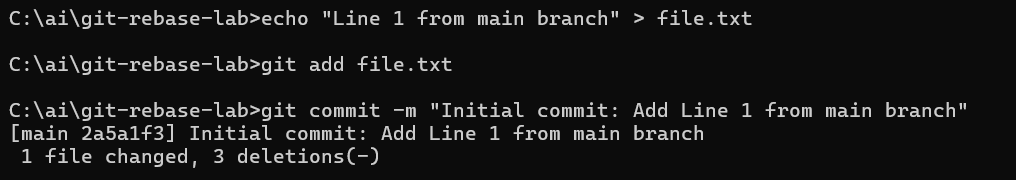 C:\ai\git-rebase-lab>echo "Line 1 from main branch" > file.txt
C:\ai\git-rebase-lab>git add file.txt
C:\ai\git-rebase-lab>git commit -m "Initial commit: Add Line 1 from main branch"
[main 2a5a1f3] Initial commit: Add Line 1 from main branch
 1 file changed, 3 deletions(-)